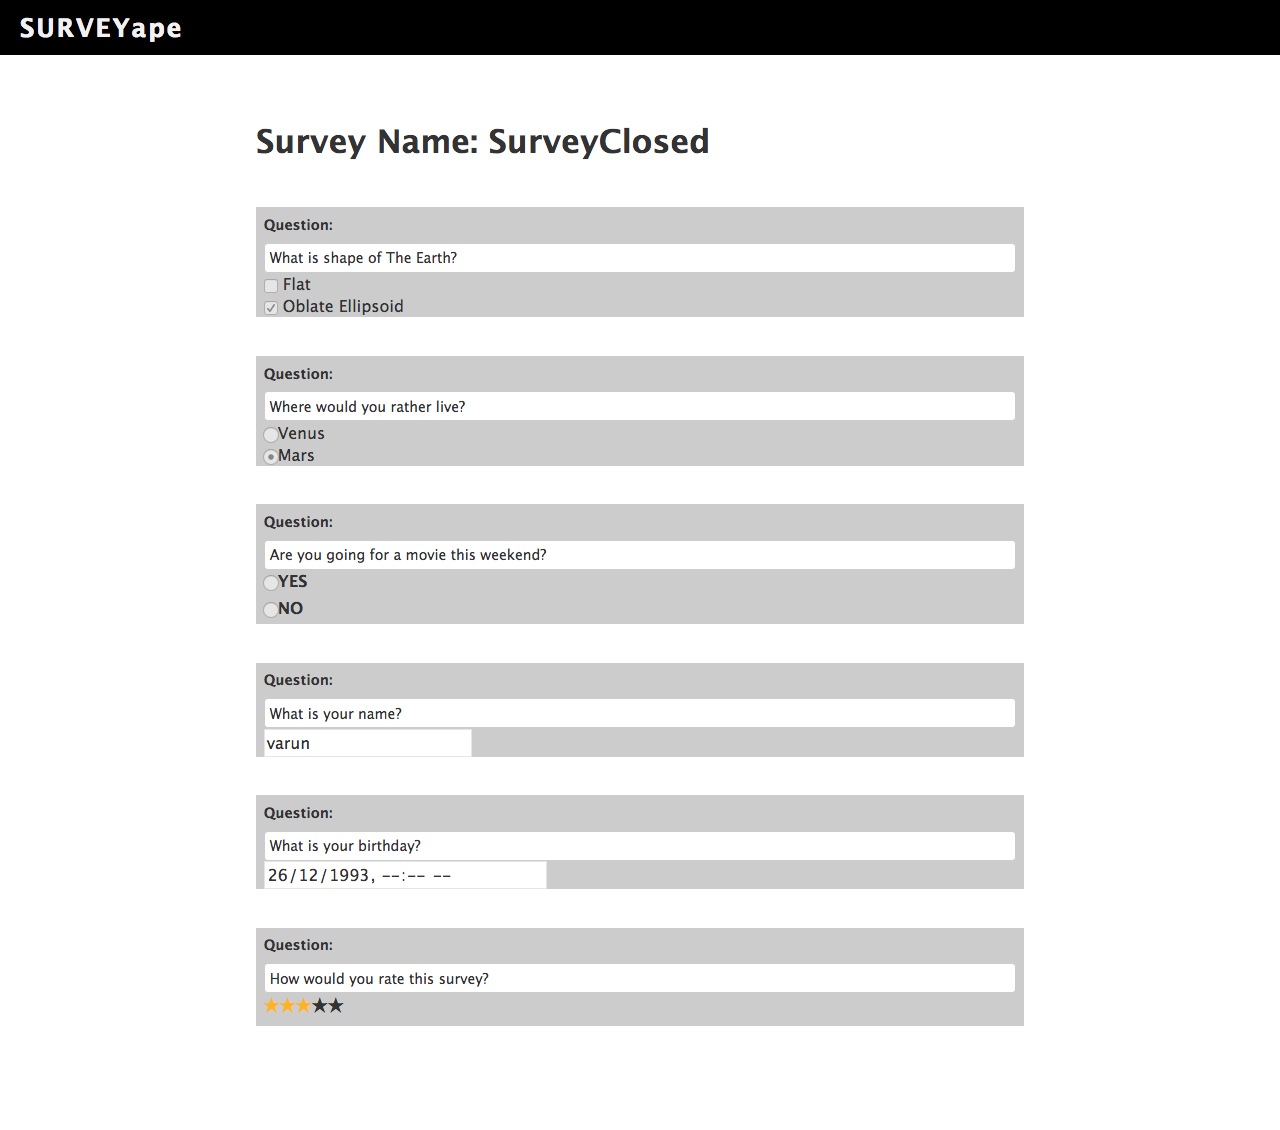 SURVEYape
Survey Name: SurveyClosed
Question:
What is shape of The Earth?
Flat
Oblate Ellipsoid
Question:
Where would you rather live?
Venus
Mars
Question:
Are you going for a movie this weekend?
YES
NO
Question:
What is your name?
varun
Question:
What is your birthday?
26/12/1993, --:-- --
Question:
How would you rate this survey?